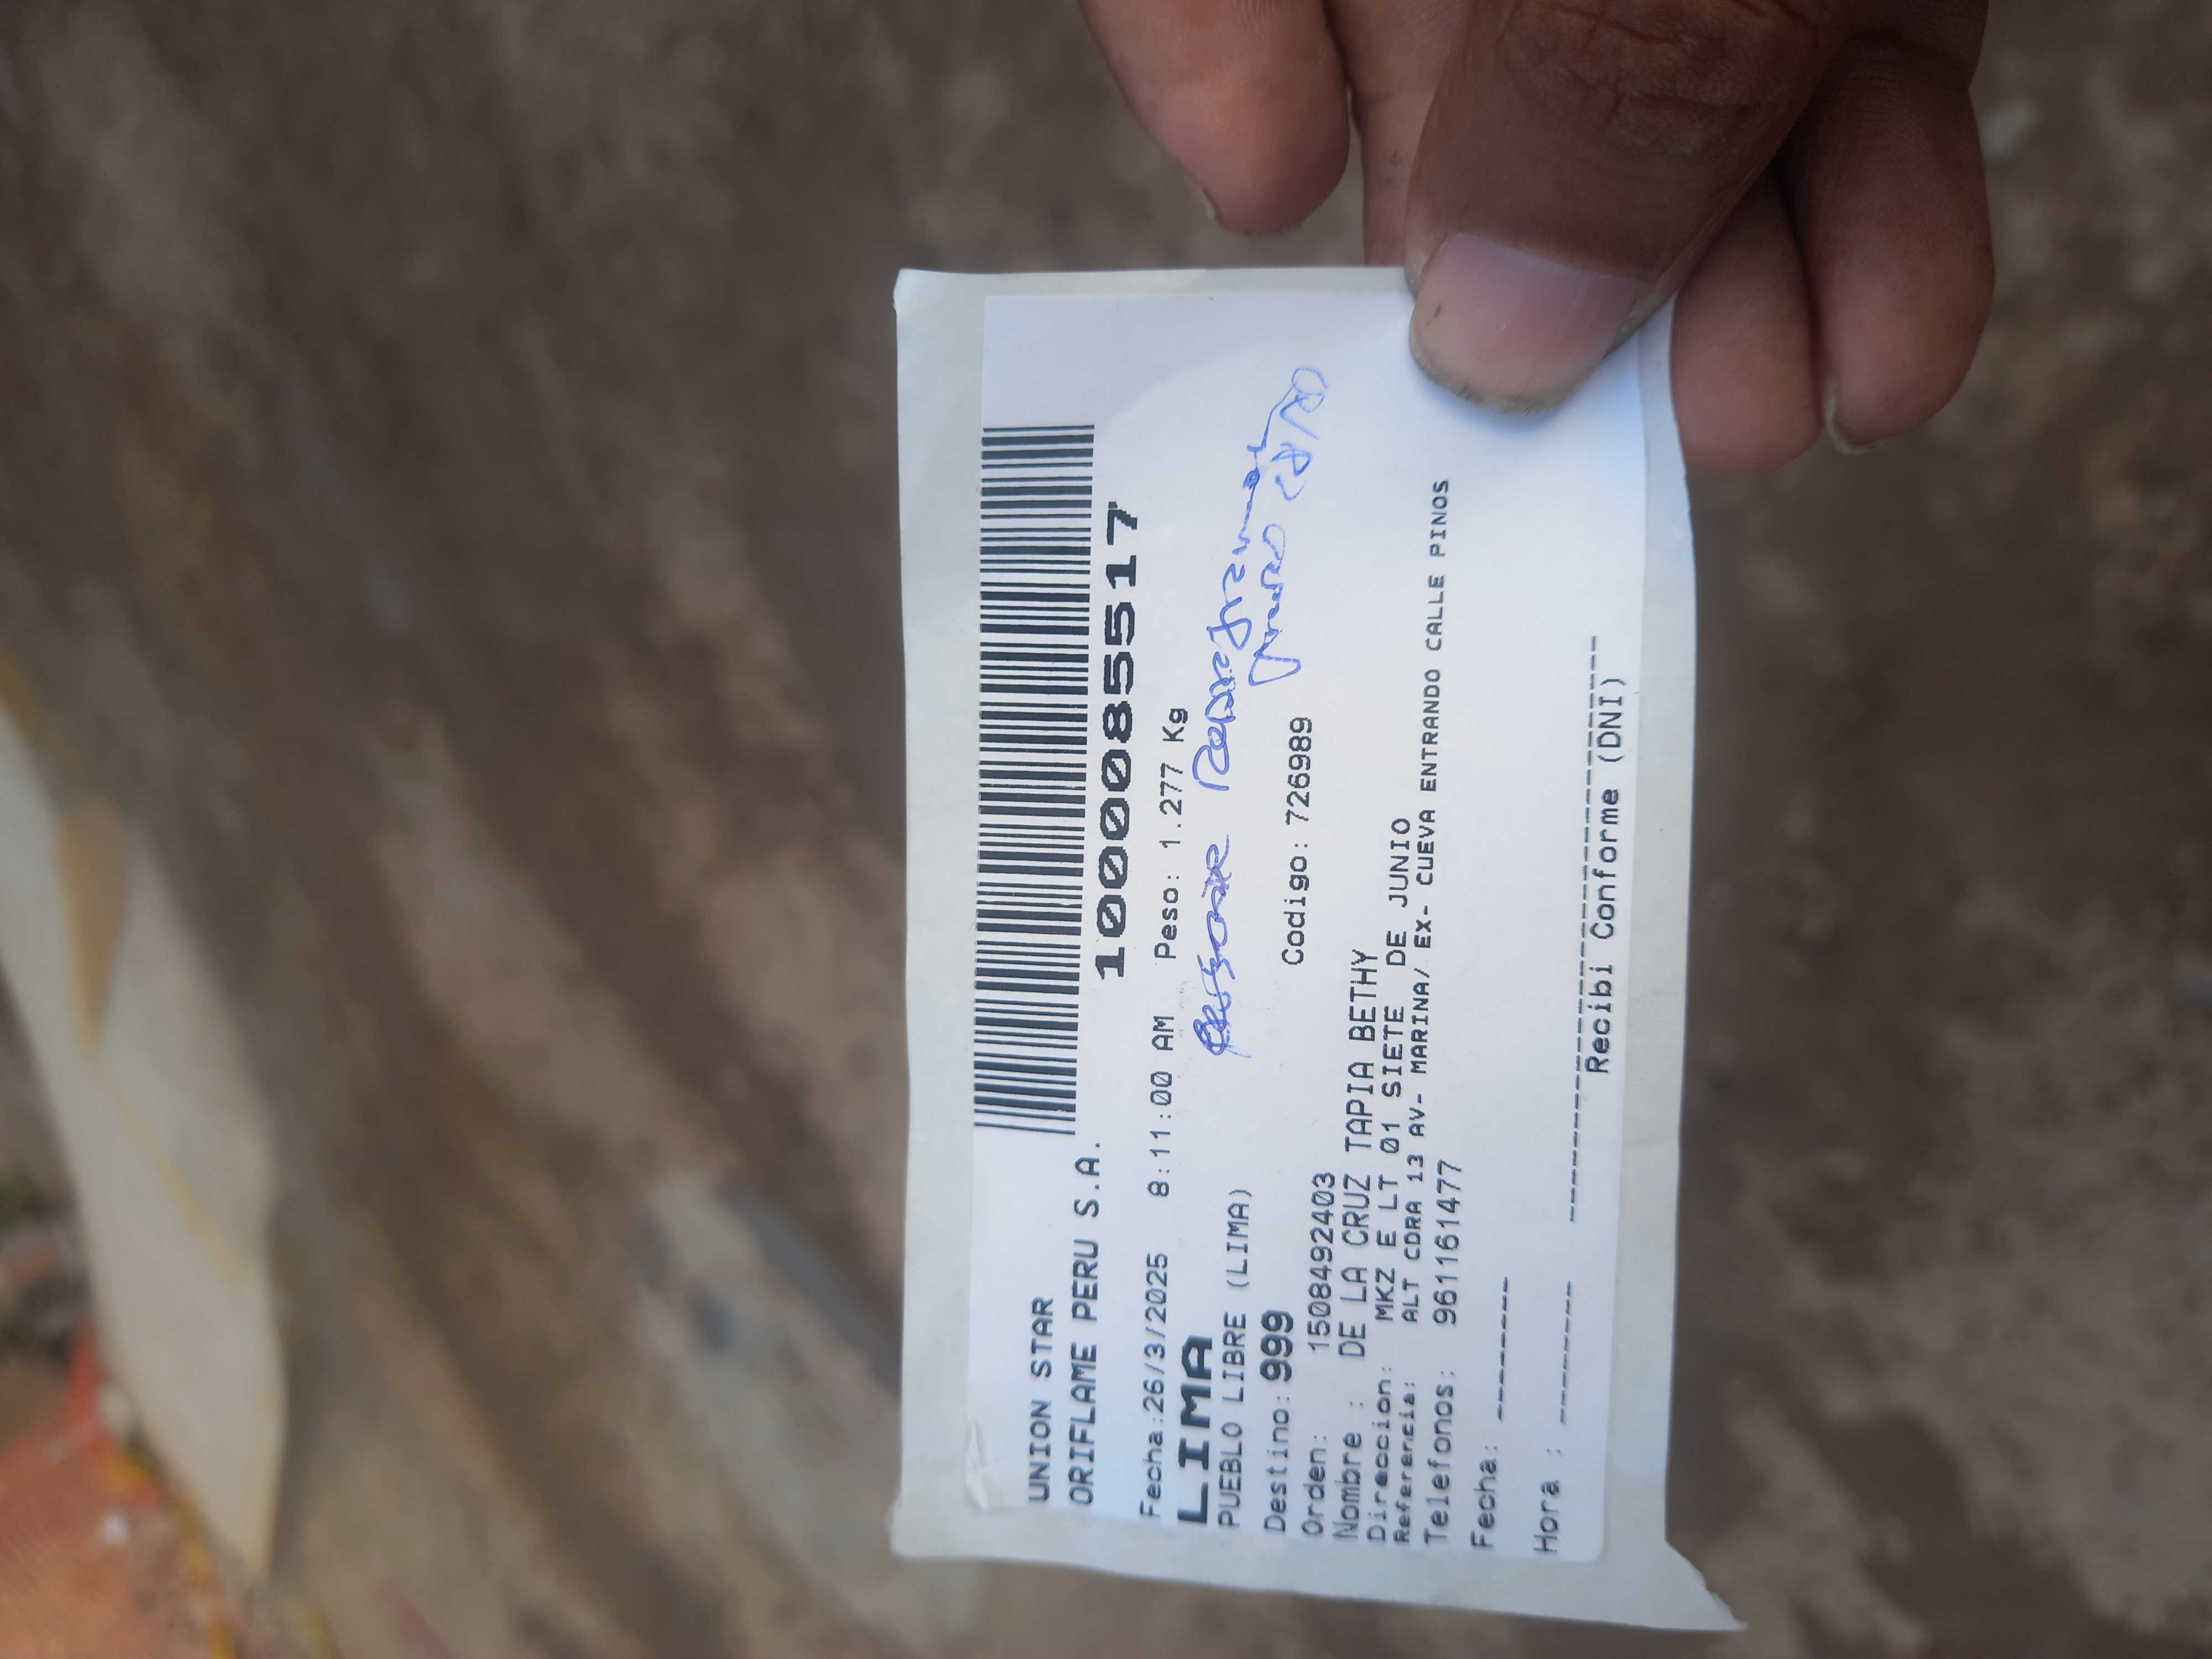 UNION STAR
ORIFLAME PERU S.A.
1000085517
Fecha:26/3/2025 8:11:00 AM Peso: 1.277 Kg
LIMA
PUEBLO LIBRE (LIMA)
Destino: 999 Codigo: 726989
Orden: 1508492403
Nombre : DE LA CRUZ TAPIA BETHY
Direccion: MKZ E LT 01 SIETE DE JUNIO
Referencia: ALT CDRA 13 AV- MARINA/ EX- CUEVA ENTRANDO CALLE PINOS
Telefonos: 961161477
Fecha: --------
Hora : --------
Recibi Conforme (DNI)